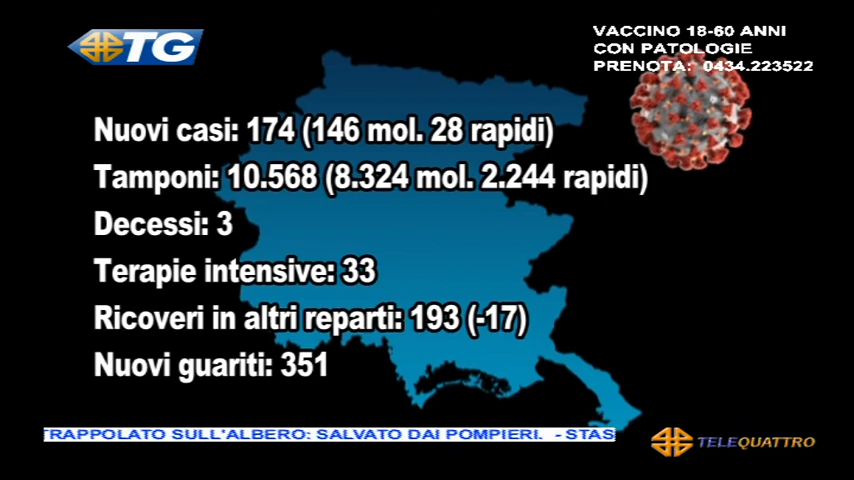 TG
VACCINO 18-60 ANNI
CON PATOLOGIE
PRENOTA: 0434.223522
Nuovi casi: 174 (146 mol. 28 rapidi)
Tamponi: 10.568 (8.324 mol. 2.244 rapidi)
Decessi: 3
Terapie intensive: 33
Ricoveri in altri reparti: 193 (-17)
Nuovi guariti: 351
TRAPPOLATO SULL'ALBERO: SALVATO DAI POMPIERI. - STAS
TELEQUATTRO